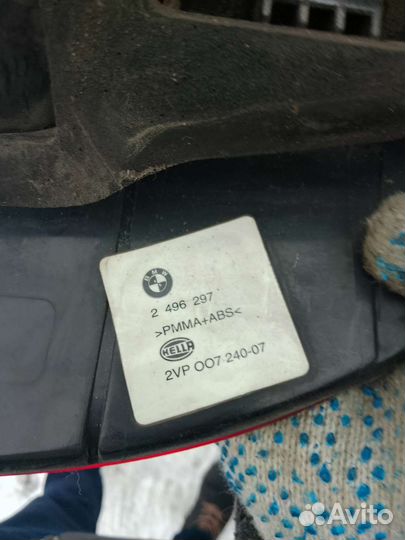 BMW
2 496 297
>PMMA+ABS<
HELLA
2VP 007 240-07
Avito